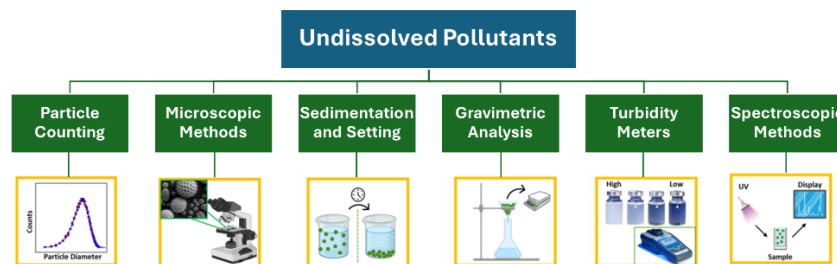 Undissolved Pollutants
Particle
Counting
Microscopic
Methods
Sedimentation
and Setting
Gravimetric
Analysis
Turbidity
Meters
Spectroscopic
Methods
Counts
Particle Diameter
High
Low
UV
Display
Sample